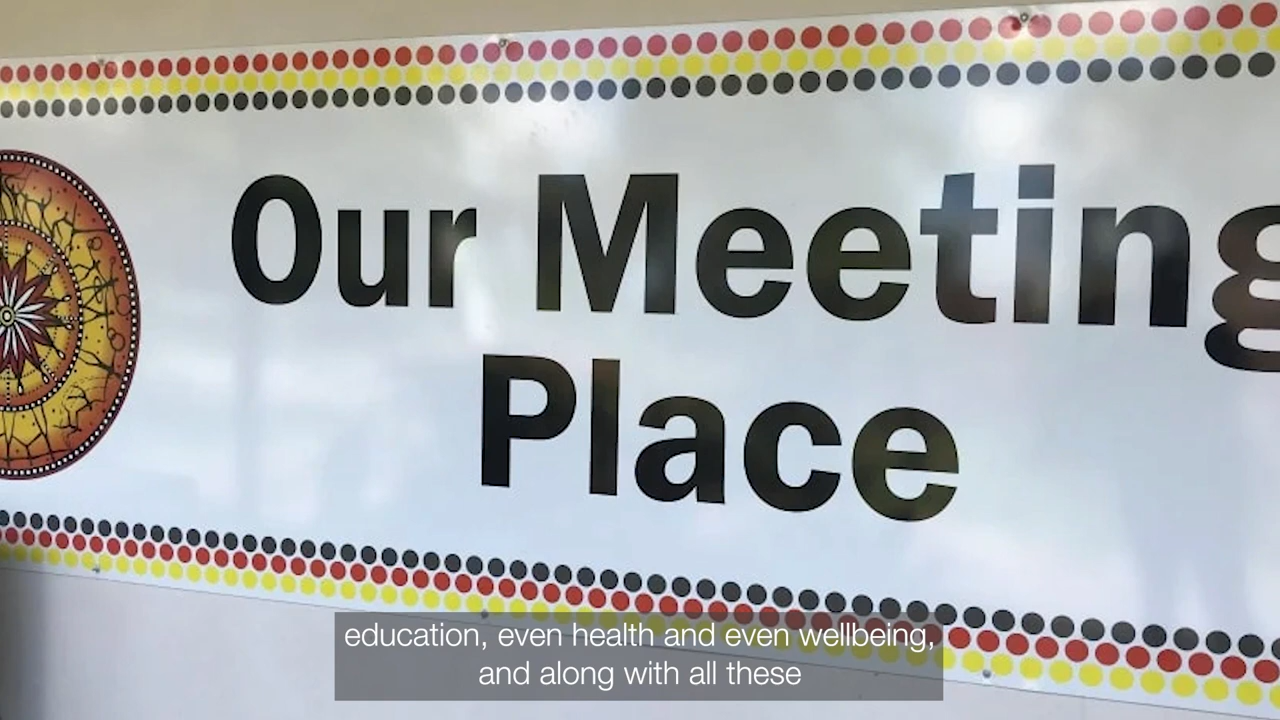 Our Meeting
Place
education, even health and even wellbeing,
and along with all these